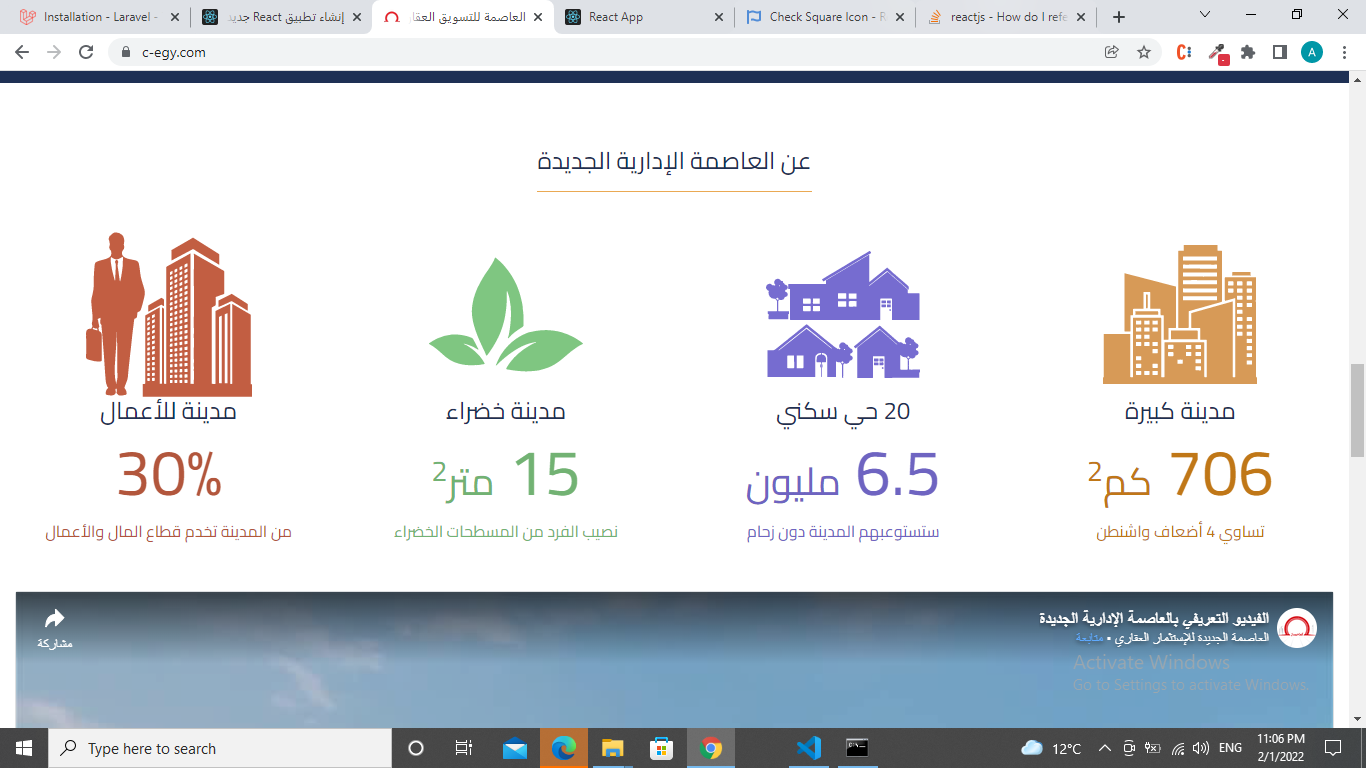 Installation - Laravel -
إنشاء تطبيق React جديد
العاصمة للتسويق العقا
React App
Check Square Icon - R
reactjs - How do I refe
c-egy.com
A
عن العاصمة الإدارية الجديدة
مدينة كبيرة
706 كم2
تساوي 4 أضعاف واشنطن
20 حي سكني
6.5 مليون
ستستوعبهم المدينة دون زحام
مدينة خضراء
15 متر2
نصيب الفرد من المسطحات الخضراء
مدينة للأعمال
30%
من المدينة تخدم قطاع المال والأعمال
الفيديو التعريفي بالعاصمة الإدارية الجديدة
العاصمة الجديدة للإستثمار العقاري • متابعة
مشاركة
Activate Windows
Go to Settings to activate Windows.
Type here to search
12°C
ENG
11:06 PM
2/1/2022